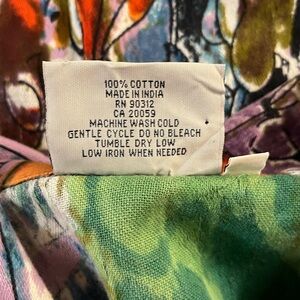 100% COTTON
MADE IN INDIA
RN 90312
CA 20059
MACHINE WASH COLD
GENTLE CYCLE DO NO BLEACH
TUMBLE DRY LOW
LOW IRON WHEN NEEDED